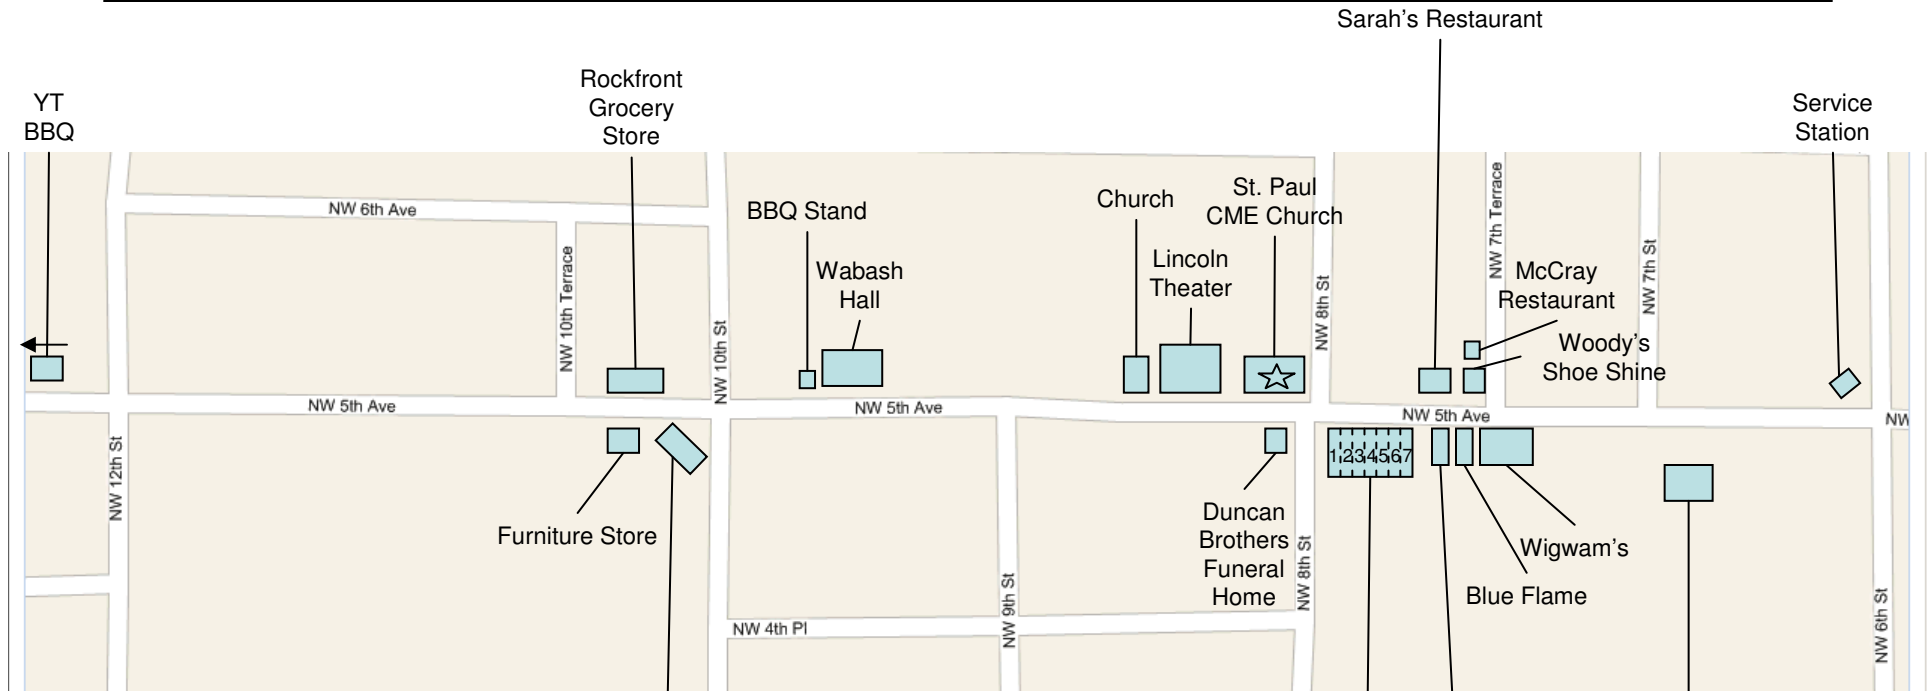 Sarah's Restaurant
YT
BBQ
Rockfront
Grocery
Store
Service
Station
NW 6th Ave
BBQ Stand
Wabash
Hall
Church
St. Paul
CME Church
Lincoln
Theater
NW 7th Terrace
McCray
Restaurant
Woody's
Shoe Shine
NW 7th St
NW 10th Terrace
NW 10th St
NW 8th St
NW 5th Ave
NW 5th Ave
NW 5th Ave
NW
NW 12th St
1234567
Furniture Store
Duncan
Brothers
Funeral
Home
NW 8th St
Wigwam's
Blue Flame
NW 4th Pl
NW 9th St
NW 6th St